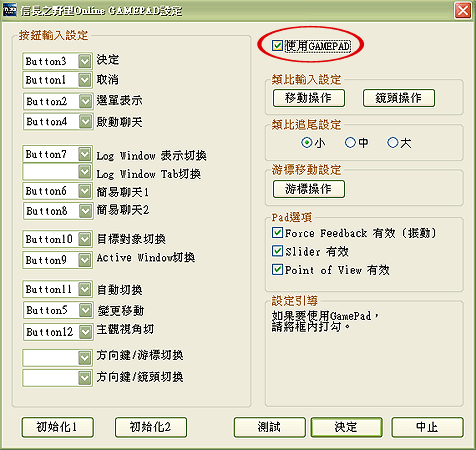 信長之野望Online GAMEPAD設定
按鈕輸入設定
Button3 決定
Button1 取消
Button2 選單表示
Button4 啟動聊天
Button7 Log Window 表示切換
Log Window Tab切換
Button6 簡易聊天1
Button8 簡易聊天2
Button10 目標對象切換
Button9 Active Window切換
Button11 自動切換
Button5 變更移動
Button12 主觀視角切
方向鍵/游標切換
方向鍵/鏡頭切換
使用GAMEPAD
類比輸入設定
移動操作 鏡頭操作
類比追尾設定
小 中 大
游標移動設定
游標操作
Pad選項
Force Feedback 有效（振動）
Slider 有效
Point of View 有效
設定引導
如果要使用GamePad，
請將框內打勾。
初始化1 初始化2 測試 決定 中止